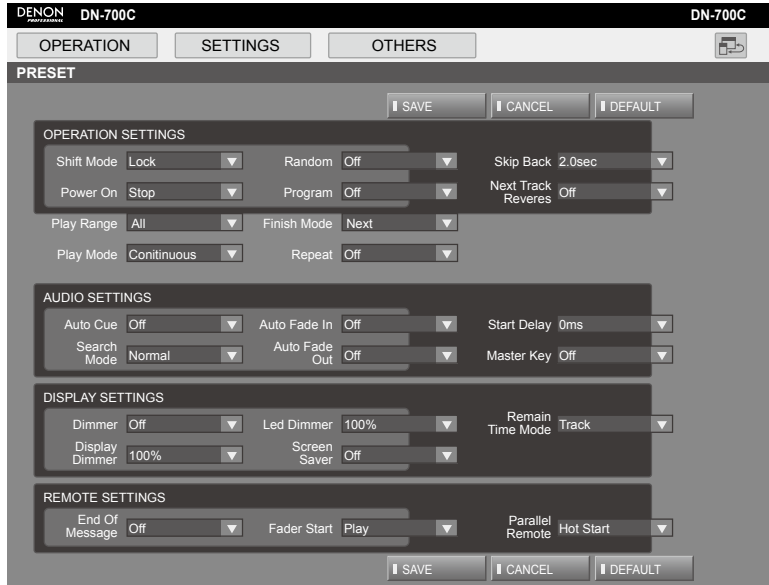 DENON PROFESSIONAL DN-700C DN-700C
OPERATION SETTINGS OTHERS
PRESET
SAVE CANCEL DEFAULT
OPERATION SETTINGS
Shift Mode Lock Random Off Skip Back 2.0sec
Power On Stop Program Off Next Track Reveres Off
Play Range All Finish Mode Next
Play Mode Conitinuous Repeat Off
AUDIO SETTINGS
Auto Cue Off Auto Fade In Off Start Delay 0ms
Search Mode Normal Auto Fade Out Off Master Key Off
DISPLAY SETTINGS
Dimmer Off Led Dimmer 100% Remain Time Mode Track
Display Dimmer 100% Screen Saver Off
REMOTE SETTINGS
End Of Message Off Fader Start Play Parallel Remote Hot Start
SAVE CANCEL DEFAULT